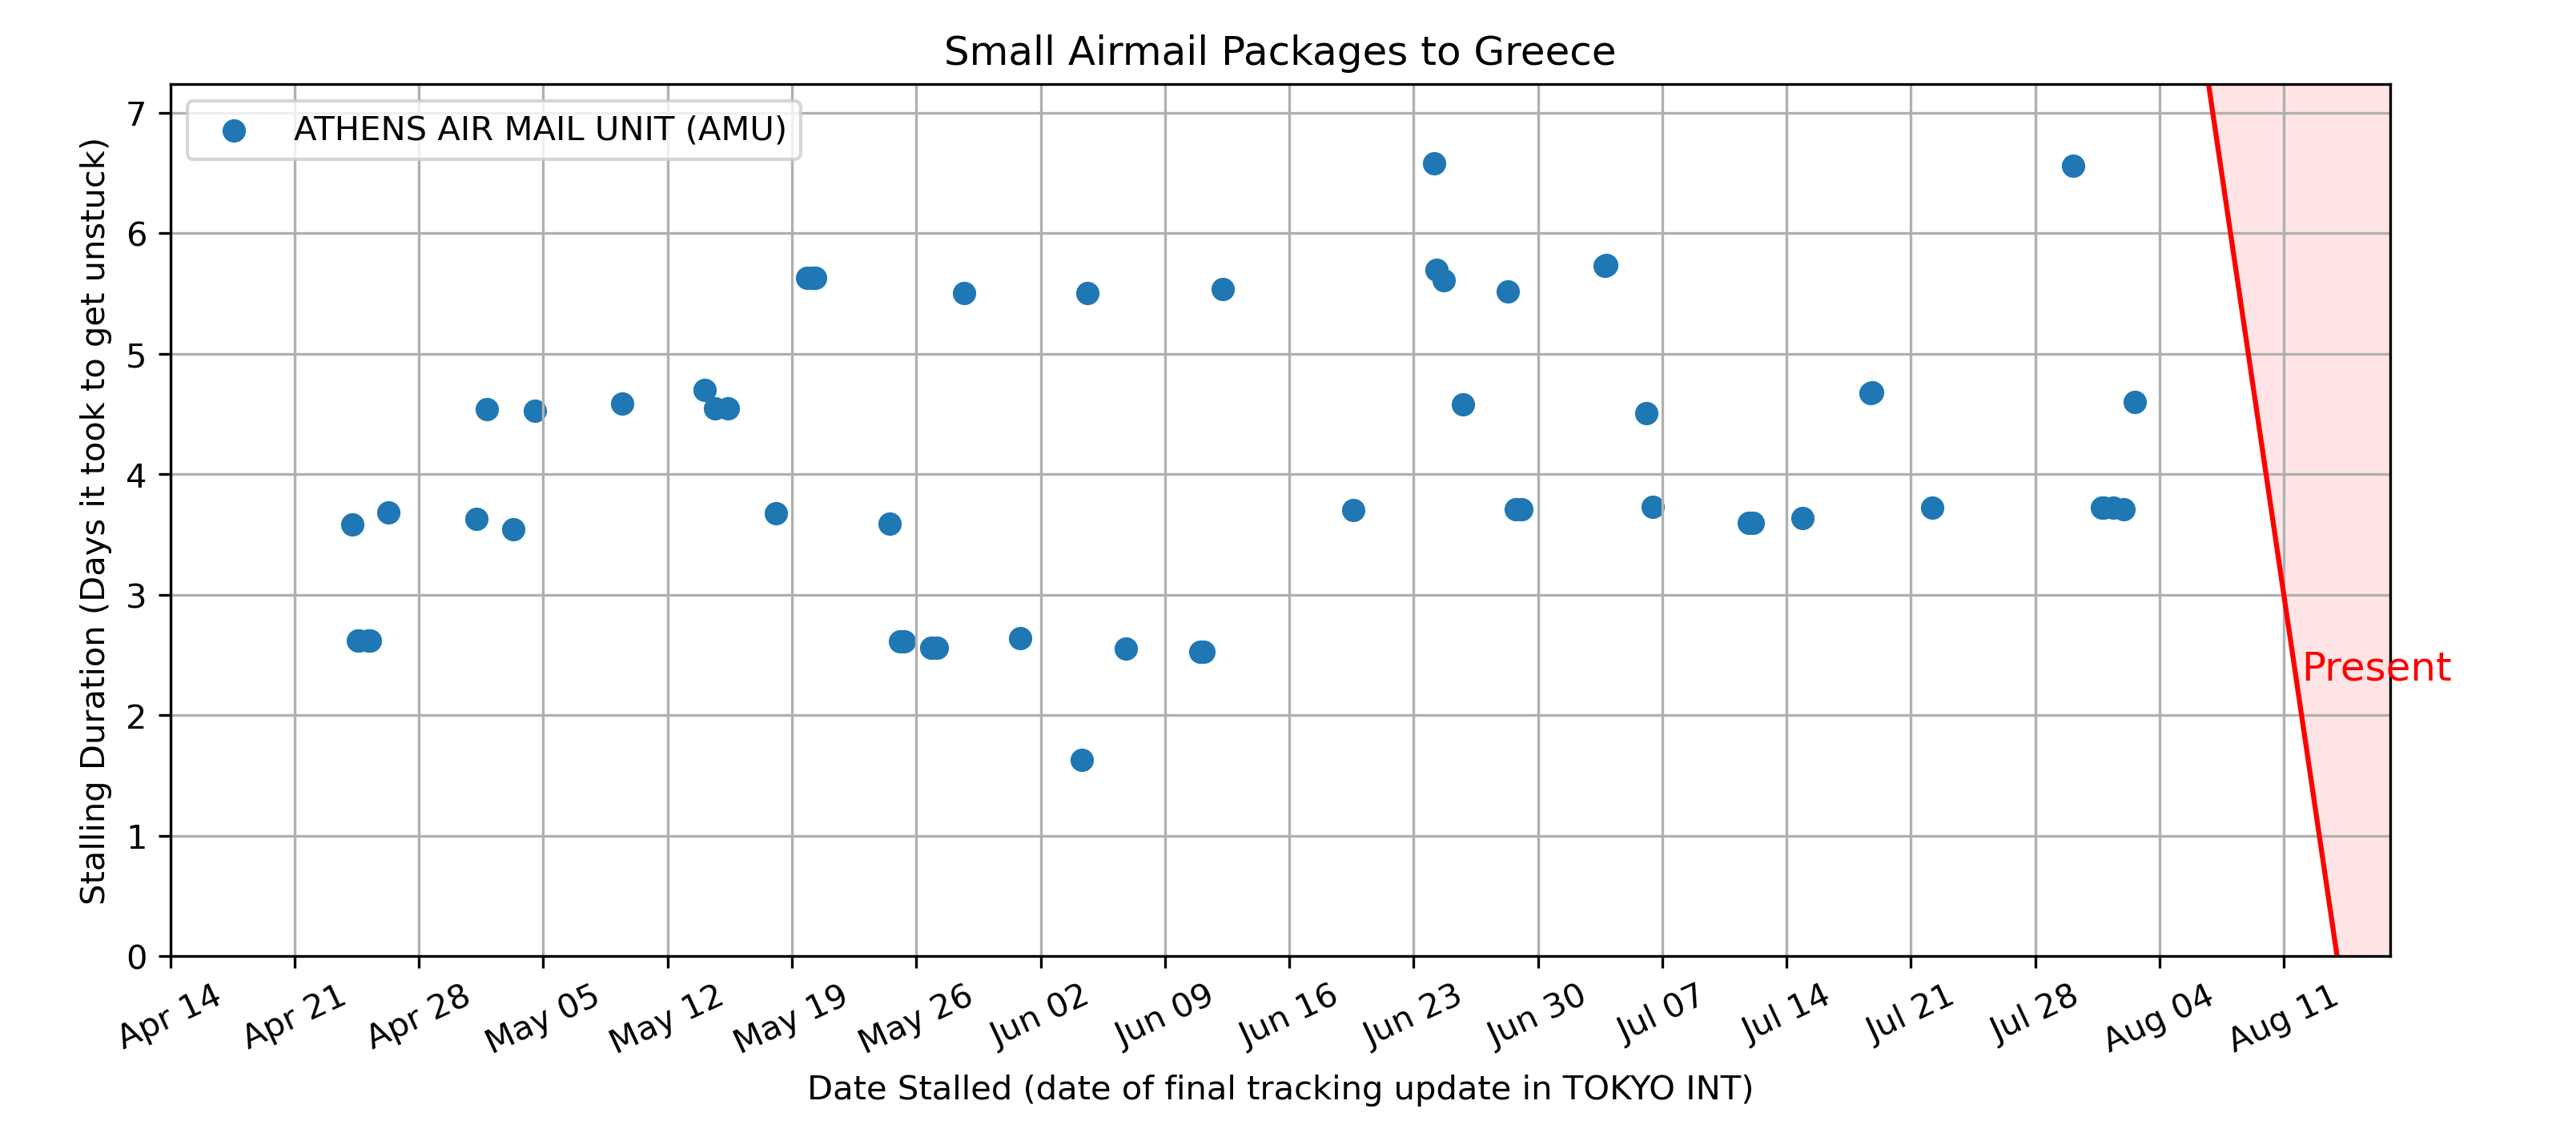 Small Airmail Packages to Greece
ATHENS AIR MAIL UNIT (AMU)
Stalling Duration (Days it took to get unstuck)
7
6
5
4
3
2
1
0
Present
Apr 14
Apr 21
Apr 28
May 05
May 12
May 19
May 26
Jun 02
Jun 09
Jun 16
Jun 23
Jun 30
Jul 07
Jul 14
Jul 21
Jul 28
Aug 04
Aug 11
Date Stalled (date of final tracking update in TOKYO INT)